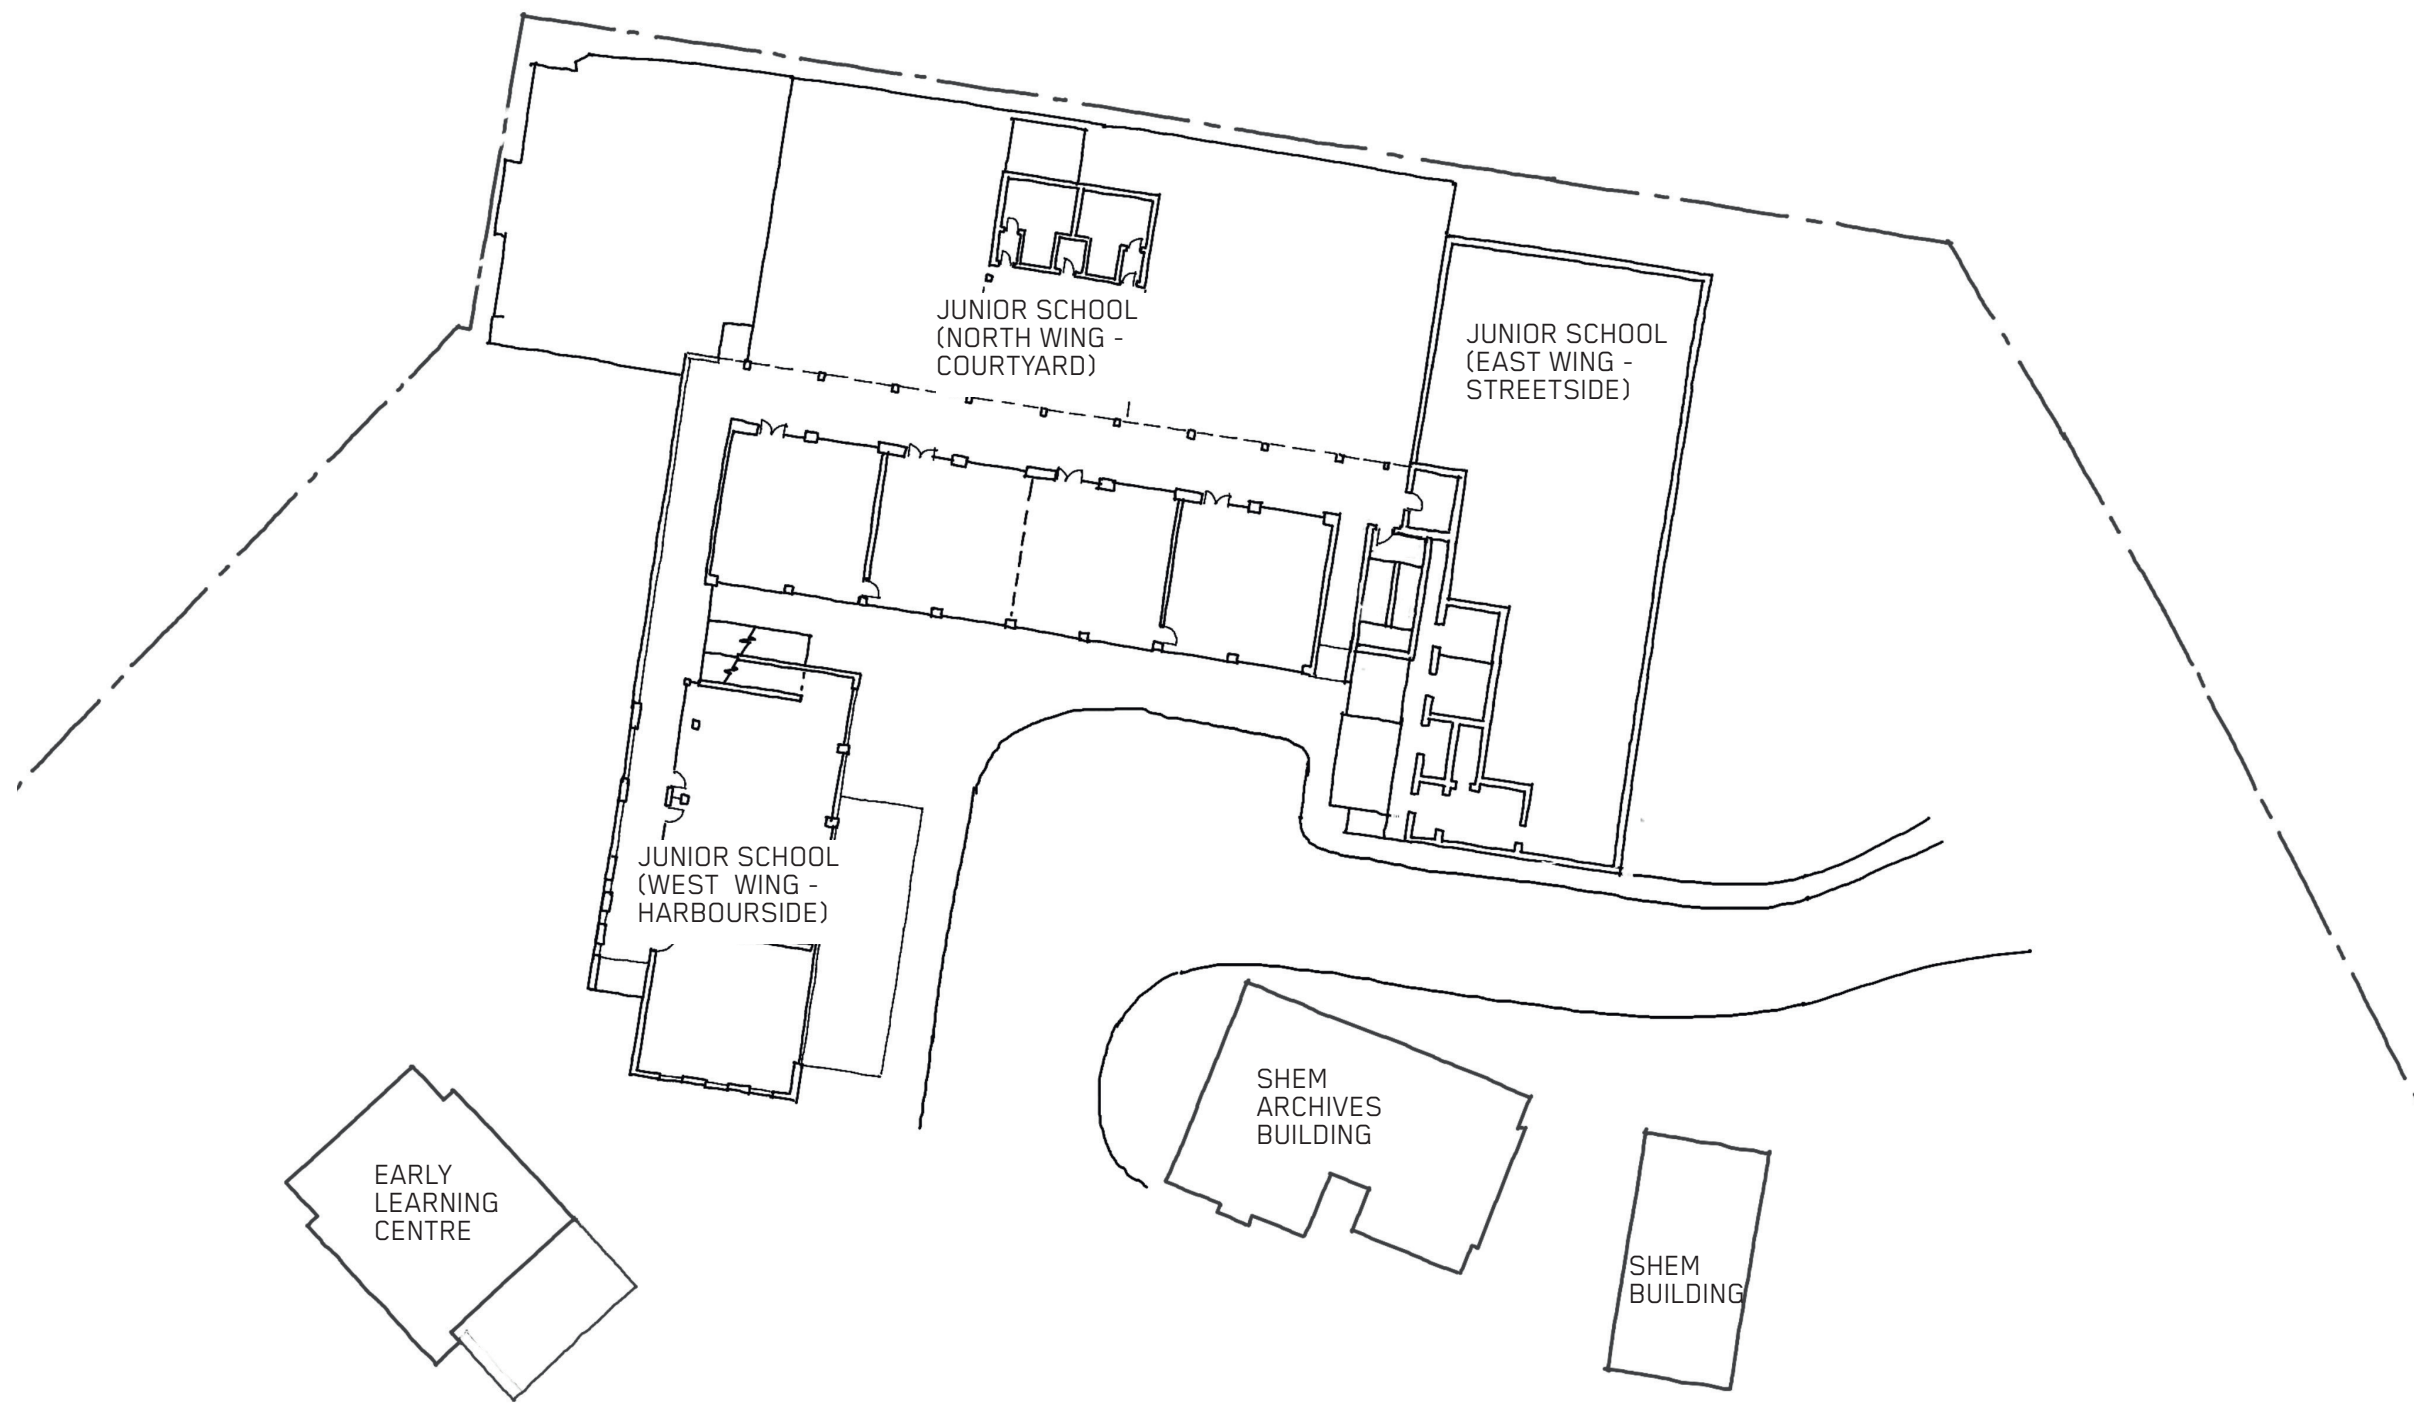 JUNIOR SCHOOL
(NORTH WING -
COURTYARD)
JUNIOR SCHOOL
(EAST WING -
STREETSIDE)
JUNIOR SCHOOL
(WEST  WING -
HARBOURSIDE)
SHEM
ARCHIVES
BUILDING
EARLY
LEARNING
CENTRE
SHEM
BUILDING